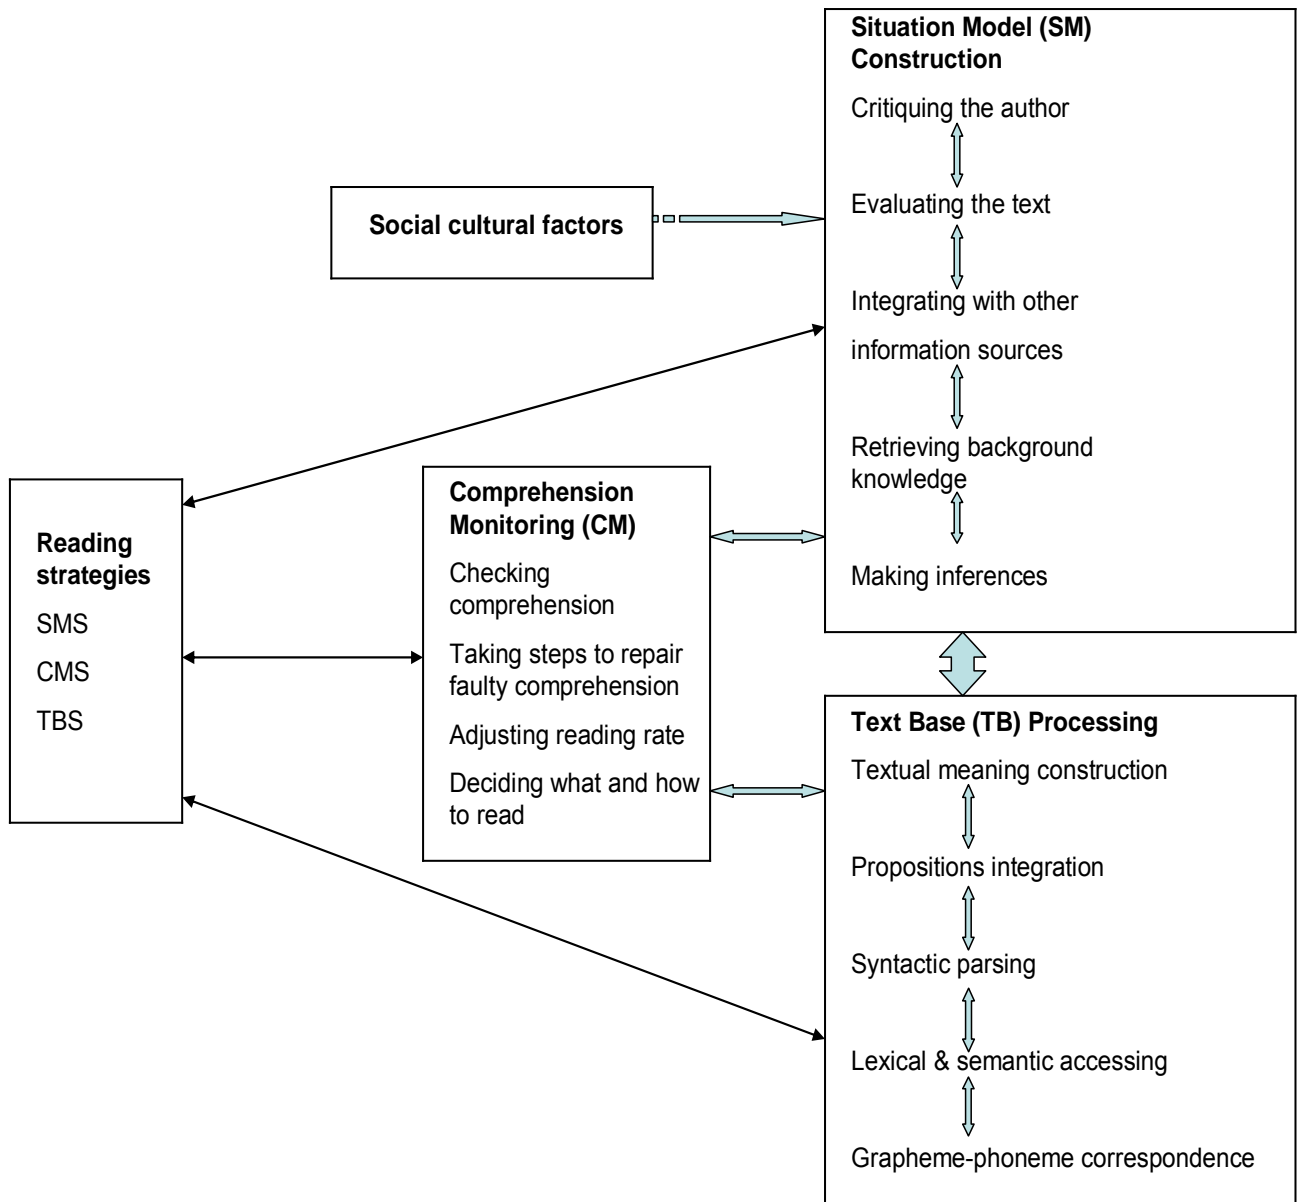 Situation Model (SM)
Construction
Critiquing the author
Evaluating the text
Integrating with other
information sources
Retrieving background
knowledge
Making inferences
Social cultural factors
Reading
strategies
SMS
CMS
TBS
Comprehension
Monitoring (CM)
Checking
comprehension
Taking steps to repair
faulty comprehension
Adjusting reading rate
Deciding what and how
to read
Text Base (TB) Processing
Textual meaning construction
Propositions integration
Syntactic parsing
Lexical & semantic accessing
Grapheme-phoneme correspondence